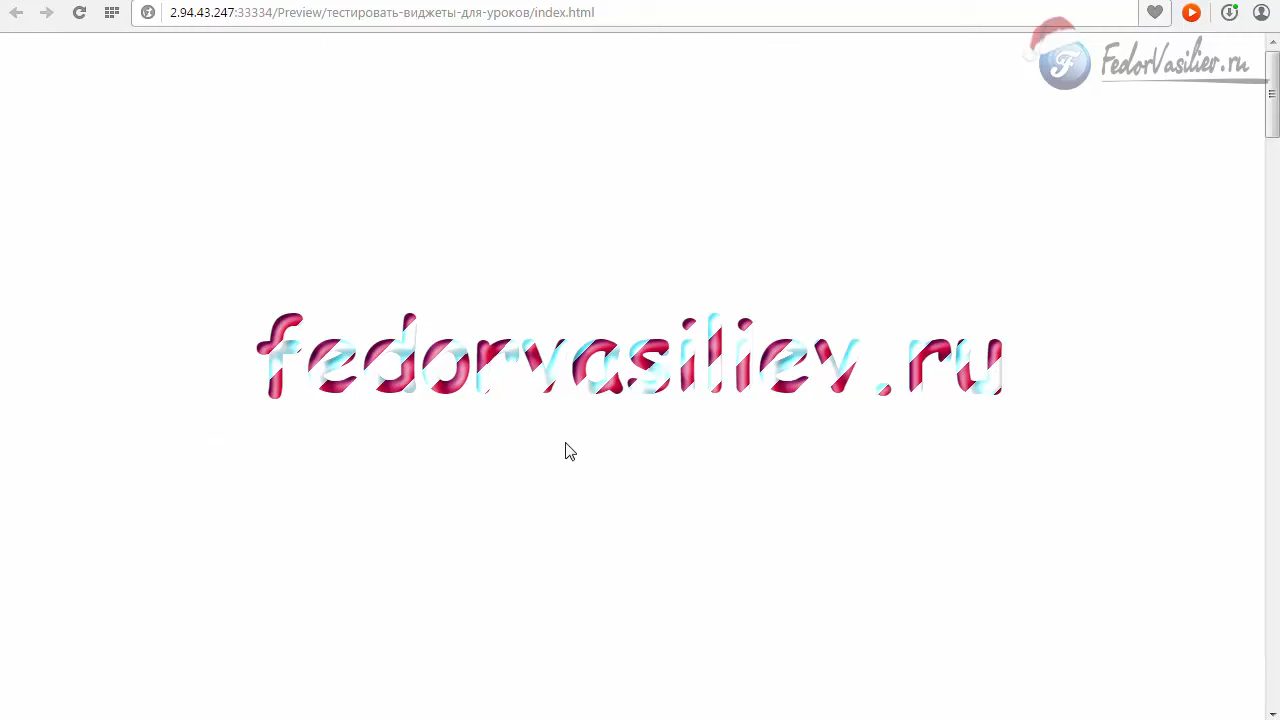 2.94.43.247:33334/Preview/тестировать-виджеты-для-уроков/index.html
FedorVasiliev.ru
fedorvasiliev.ru